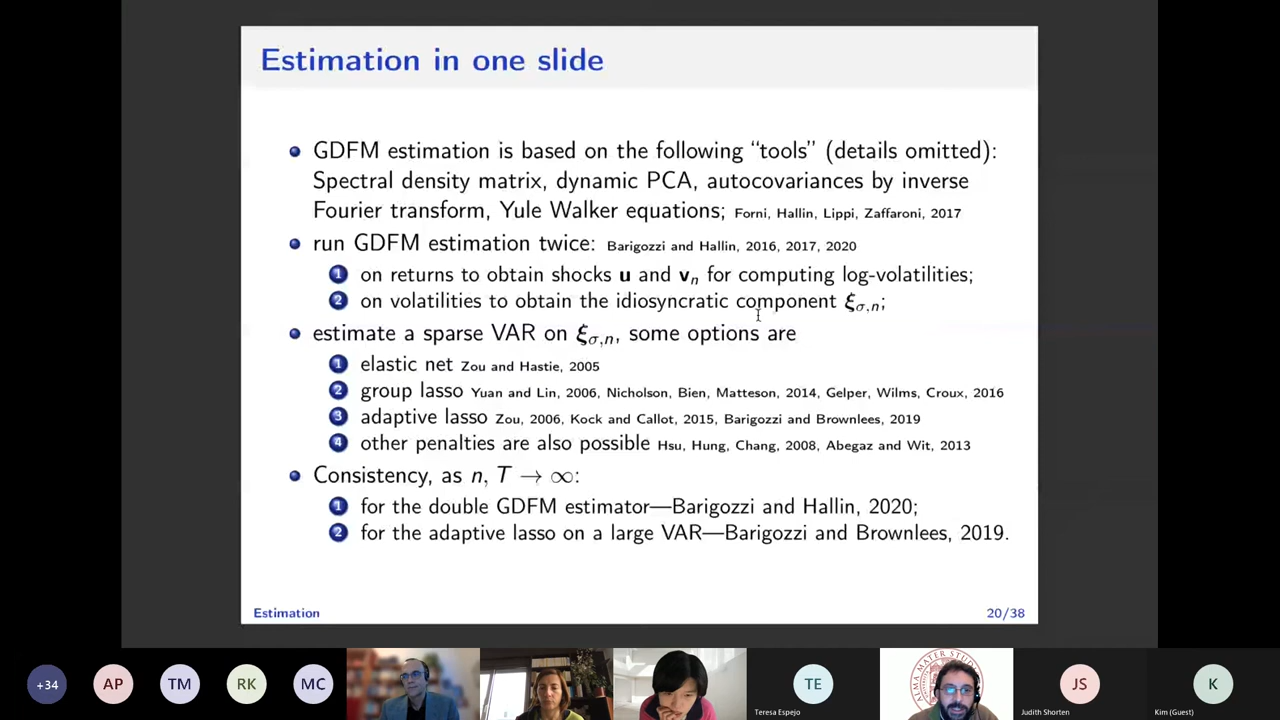 Estimation in one slide
GDFM estimation is based on the following “tools” (details omitted):
Spectral density matrix, dynamic PCA, autocovariances by inverse
Fourier transform, Yule Walker equations; Forni, Hallin, Lippi, Zaffaroni, 2017
run GDFM estimation twice: Barigozzi and Hallin, 2016, 2017, 2020
1 on returns to obtain shocks u and vₙ for computing log-volatilities;
2 on volatilities to obtain the idiosyncratic component ξσ,n;
estimate a sparse VAR on ξσ,n, some options are
1 elastic net Zou and Hastie, 2005
2 group lasso Yuan and Lin, 2006, Nicholson, Bien, Matteson, 2014, Gelper, Wilms, Croux, 2016
3 adaptive lasso Zou, 2006, Kock and Callot, 2015, Barigozzi and Brownlees, 2019
4 other penalties are also possible Hsu, Hung, Chang, 2008, Abegaz and Wit, 2013
Consistency, as n, T → ∞:
1 for the double GDFM estimator—Barigozzi and Hallin, 2020;
2 for the adaptive lasso on a large VAR—Barigozzi and Brownlees, 2019.
Estimation 20/38
+34 AP TM RK MC TE JS K
Teresa Espejo Judith Shorten Kim (Guest)